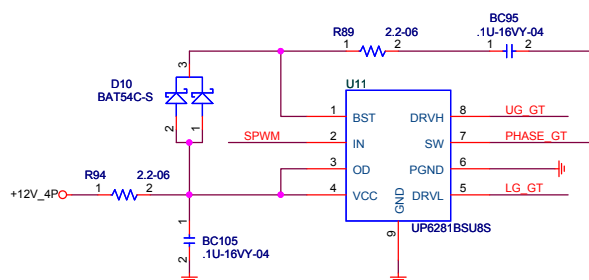 BC95
R89 2.2-06 .1U-16VY-04
1 2 1 2
3
D10
BAT54C-S
U11
2 1
1 BST DRVH 8 UG_GT
SPWM 2 IN SW 7 PHASE_GT
3 OD PGND 6
R94 2.2-06
+12V_4P 1 2 4 VCC DRVL 5 LG_GT
GND
UP6281BSU8S
1
9
BC105
.1U-16VY-04
2